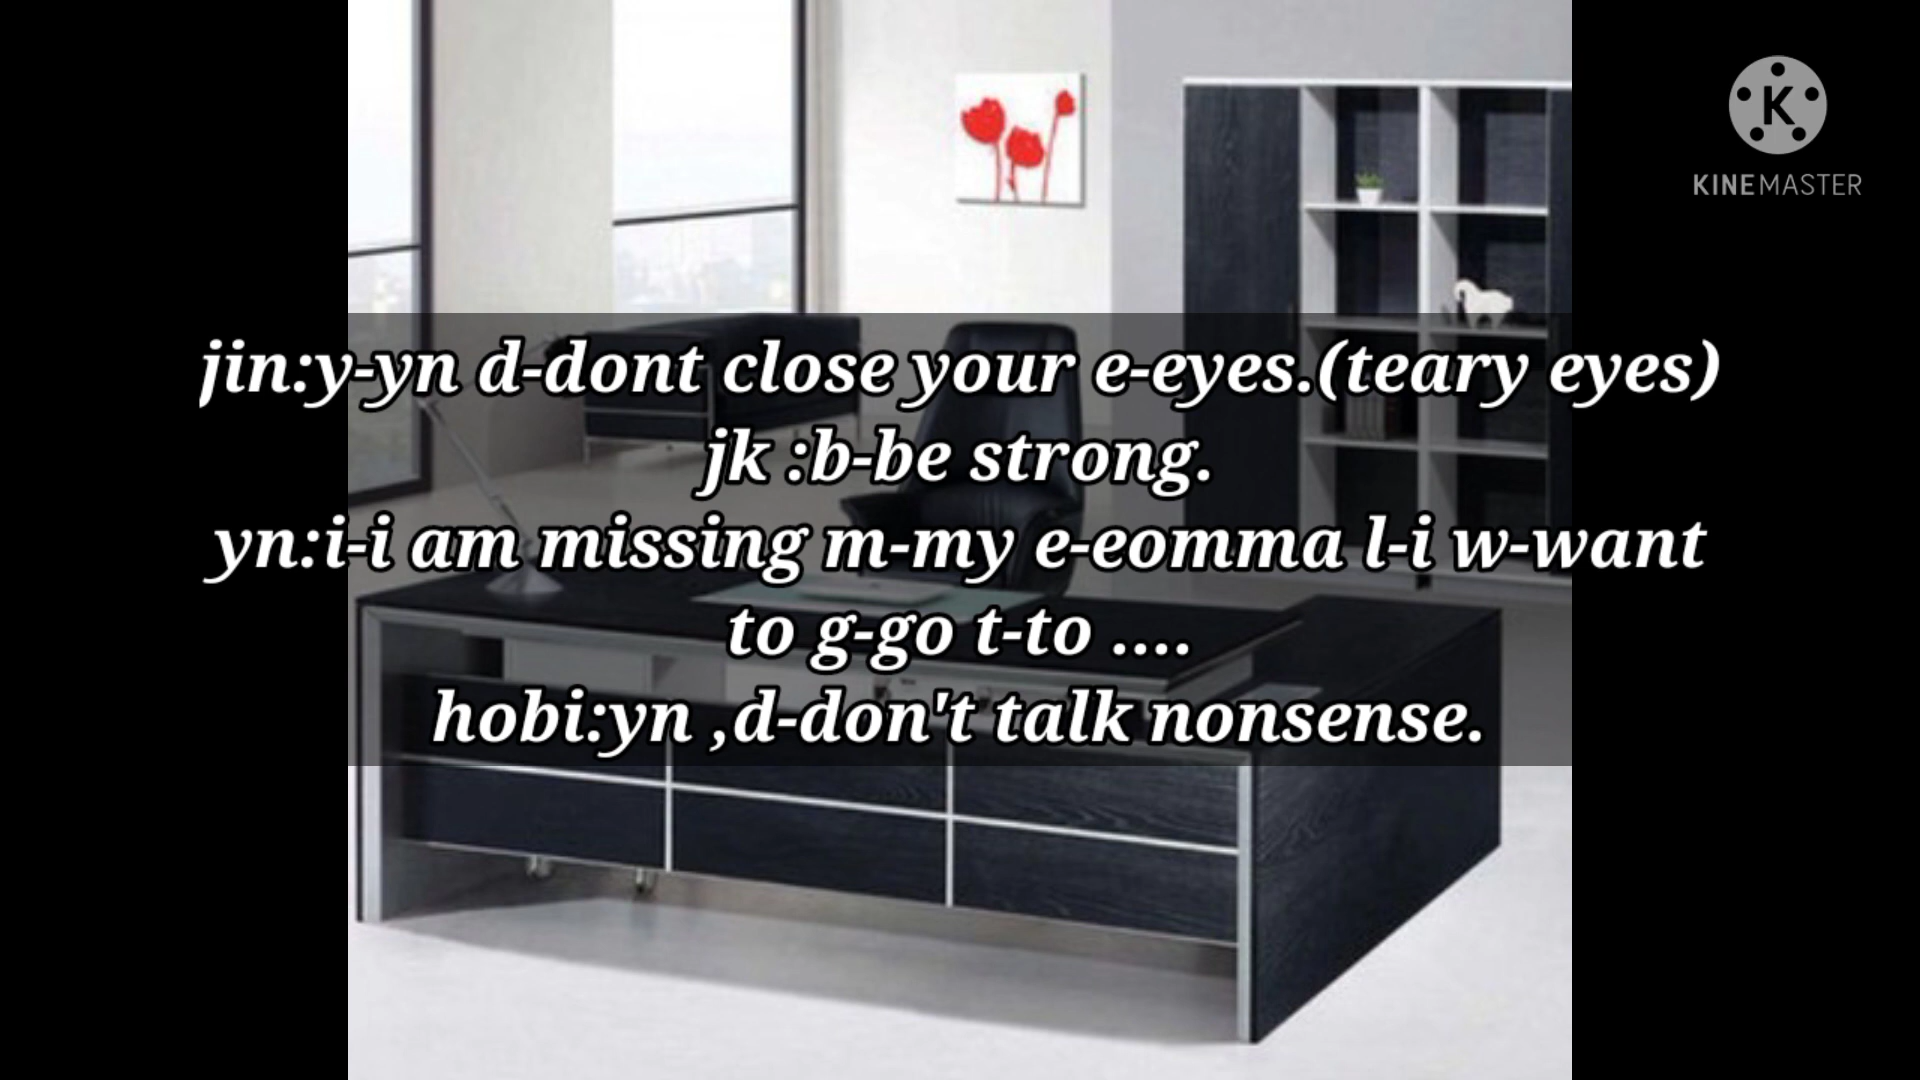 K
KINEMASTER
jin:y-yn d-dont close your e-eyes.(teary eyes)
jk :b-be strong.
yn:i-i am missing m-my e-eomma l-i w-want
to g-go t-to ....
hobi:yn ,d-don't talk nonsense.